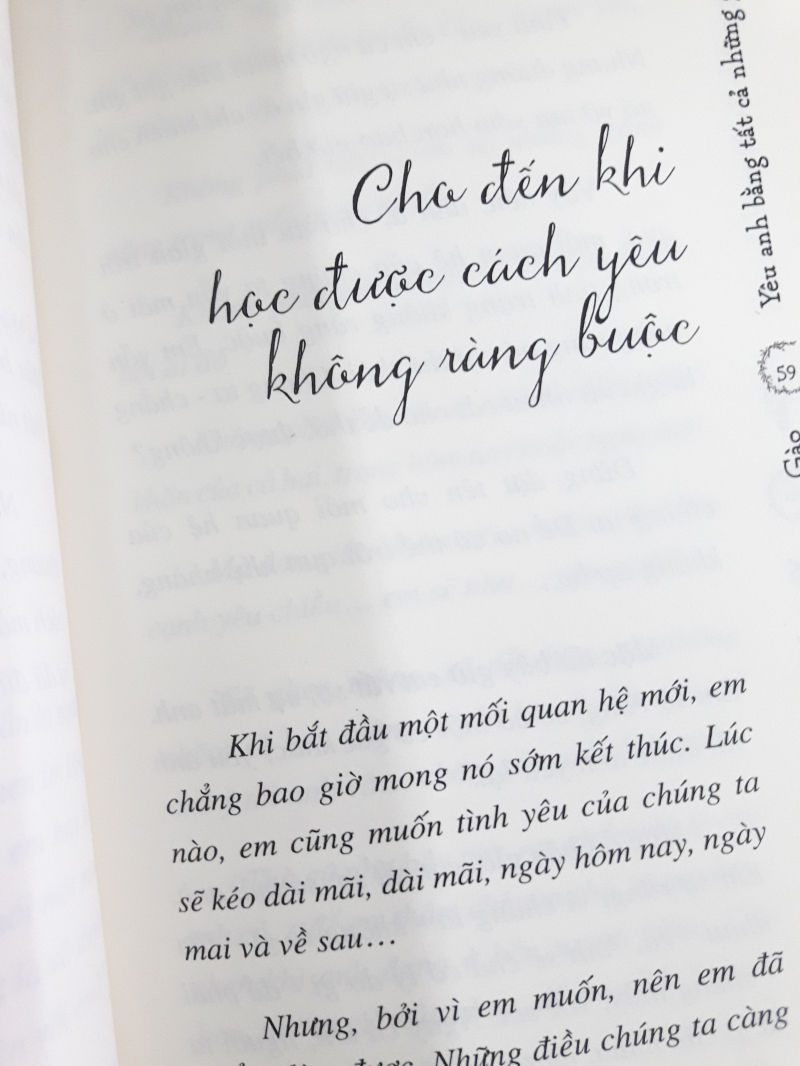 Cho đến khi
học được cách yêu
không ràng buộc
Khi bắt đầu một mối quan hệ mới, em
chẳng bao giờ mong nó sớm kết thúc. Lúc
nào, em cũng muốn tình yêu của chúng ta
sẽ kéo dài mãi, dài mãi, ngày hôm nay, ngày
mai và về sau…
Nhưng, bởi vì em muốn, nên em đã
được. Những điều chúng ta càng
Yêu anh bằng tất cả những
59
Gào